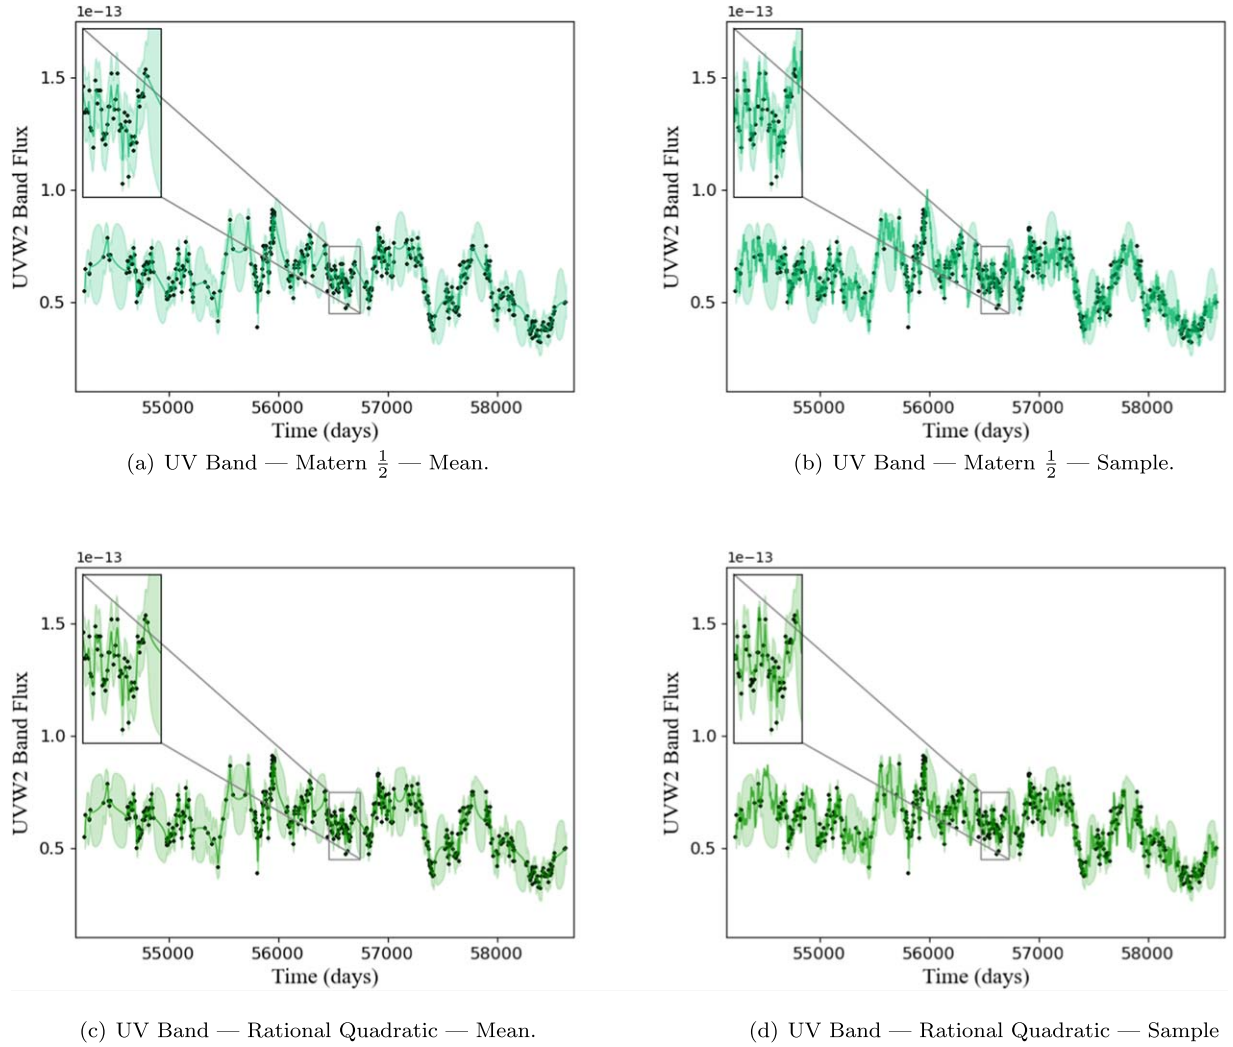 1e−13
1e−13
UVW2 Band Flux
1.5
1.0
0.5
55000 56000 57000 58000
Time (days)
UVW2 Band Flux
1.5
1.0
0.5
55000 56000 57000 58000
Time (days)
(a) UV Band — Matern 1/2 — Mean.
(b) UV Band — Matern 1/2 — Sample.
1e−13
1e−13
UVW2 Band Flux
1.5
1.0
0.5
55000 56000 57000 58000
Time (days)
UVW2 Band Flux
1.5
1.0
0.5
55000 56000 57000 58000
Time (days)
(c) UV Band — Rational Quadratic — Mean.
(d) UV Band — Rational Quadratic — Sample